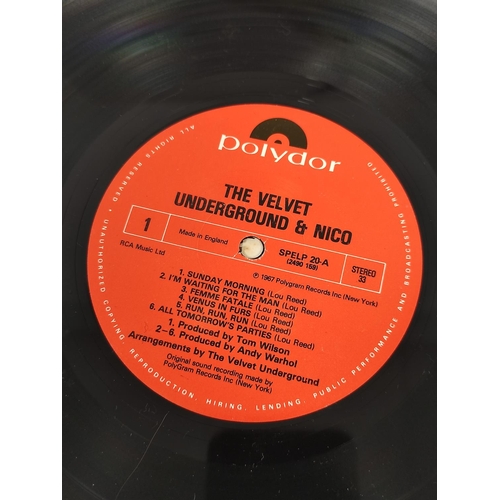 polydor
THE VELVET
UNDERGROUND & NICO
1
Made in England
SPELP 20-A
(2490 159)
STEREO
33
RCA Music Ltd
℗ 1967 Polygram Records Inc (New York)
1. SUNDAY MORNING (Lou Reed)
2. I'M WAITING FOR THE MAN (Lou Reed)
3. FEMME FATALE (Lou Reed)
4. VENUS IN FURS (Lou Reed)
5. RUN, RUN, RUN (Lou Reed)
6. ALL TOMORROW'S PARTIES (Lou Reed)
1. Produced by Tom Wilson
2–6. Produced by Andy Warhol
Arrangements by The Velvet Underground
Original sound recording made by
PolyGram Records Inc (New York)
ALL RIGHTS RESERVED • UNAUTHORIZED COPYING, REPRODUCTION, HIRING, LENDING, PUBLIC PERFORMANCE AND BROADCASTING PROHIBITED